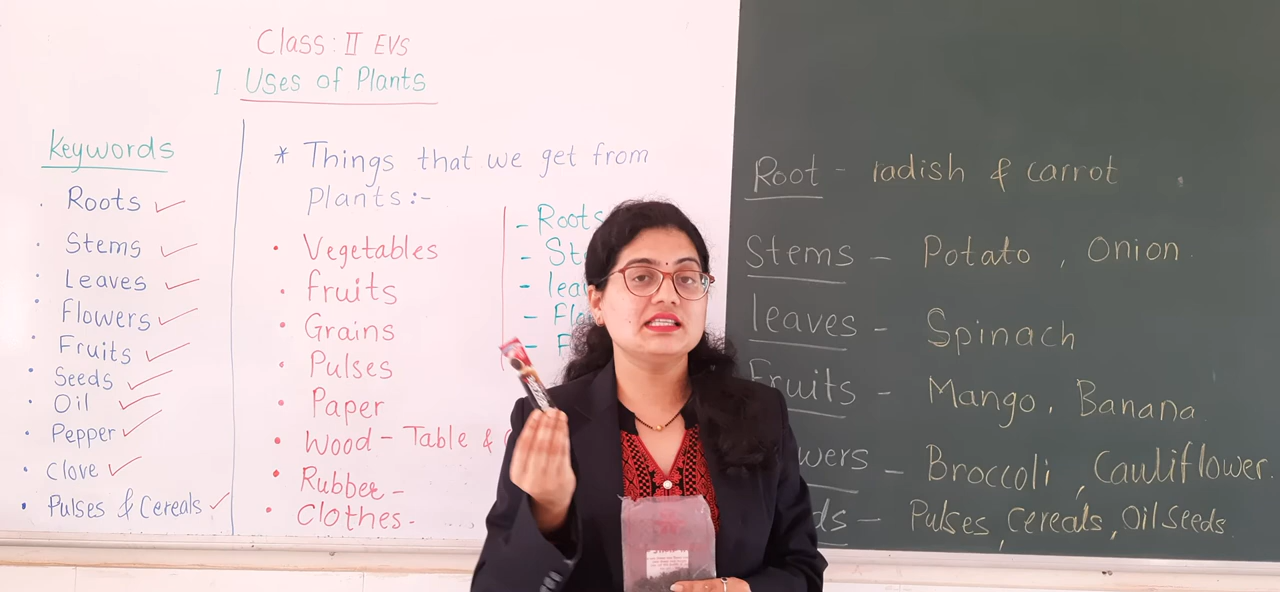 Class: II EVS
1. Uses of Plants
Keywords
Roots
Stems
Leaves
Flowers
Fruits
Seeds
Oil
Pepper
Clove
Pulses & Cereals
* Things that we get from
Plants:-
Vegetables
fruits
Grains
Pulses
Paper
Wood - Table &
Rubber -
Clothes -
- Roots
Root - radish & carrot
Stems - Potato, Onion
leaves - Spinach
Fruits - Mango, Banana
- Broccoli, Cauliflower.
- Pulses, cereals, Oil seeds